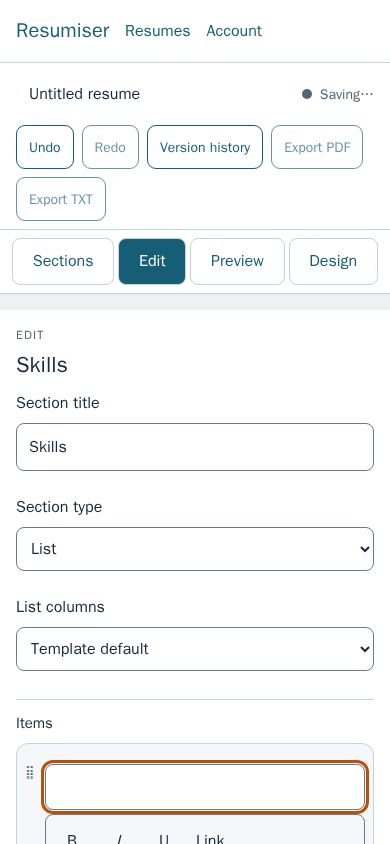 Resumiser Resumes Account
Untitled resume Saving···
Undo Redo Version history Export PDF
Export TXT
Sections Edit Preview Design
EDIT
Skills
Section title
Skills
Section type
List
List columns
Template default
Items
B I U Link